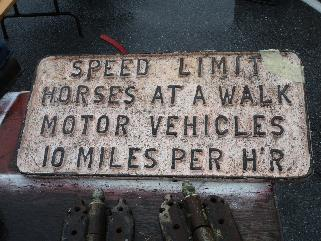 SPEED LIMIT
HORSES AT A WALK
MOTOR VEHICLES
10 MILES PER H'R